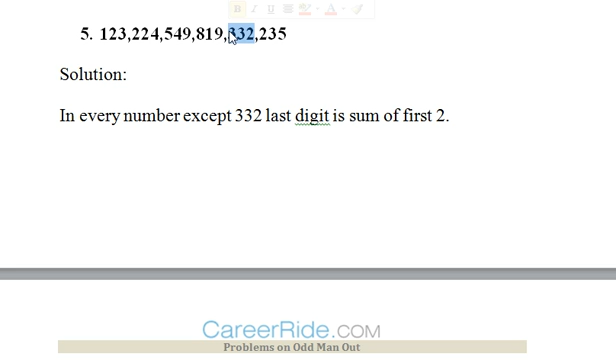 5. 123,224,549,819,332,235
Solution:
In every number except 332 last digit is sum of first 2.
CareerRide.COM
Problems on Odd Man Out